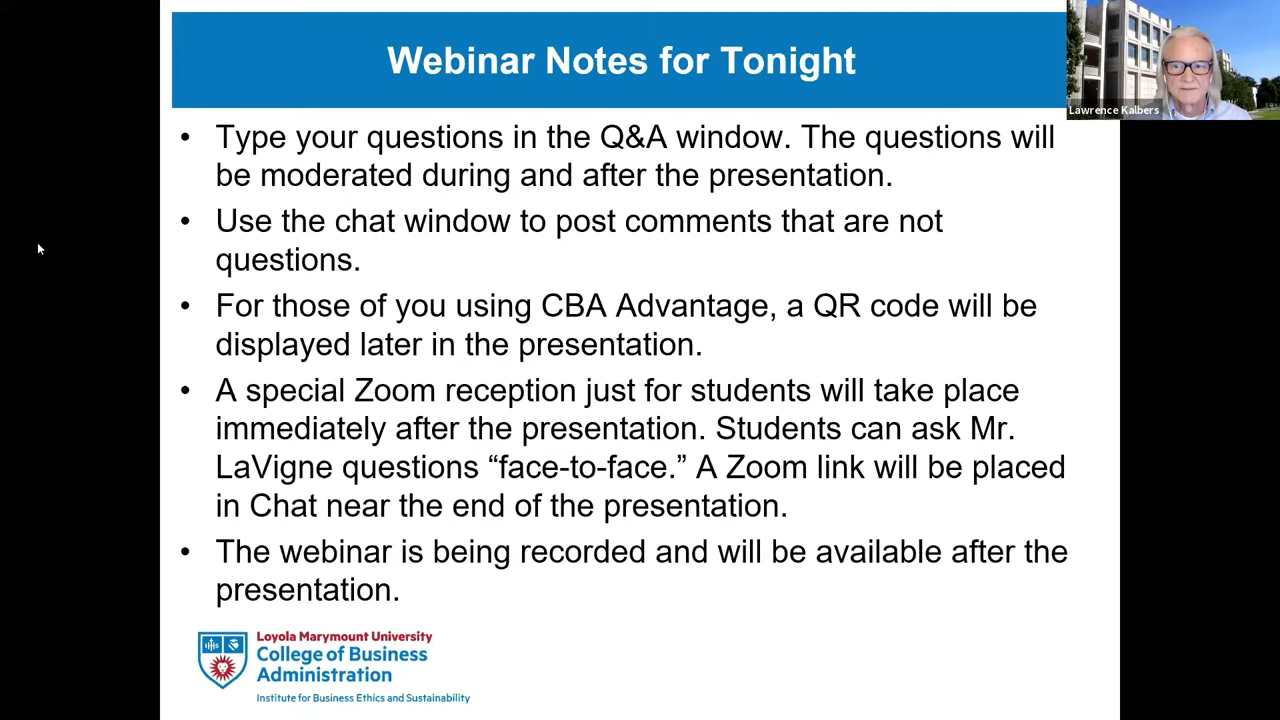 Webinar Notes for Tonight
Lawrence Kalbers
• Type your questions in the Q&A window. The questions will
be moderated during and after the presentation.
• Use the chat window to post comments that are not
questions.
• For those of you using CBA Advantage, a QR code will be
displayed later in the presentation.
• A special Zoom reception just for students will take place
immediately after the presentation. Students can ask Mr.
LaVigne questions “face-to-face.” A Zoom link will be placed
in Chat near the end of the presentation.
• The webinar is being recorded and will be available after the
presentation.
Loyola Marymount University
College of Business
Administration
Institute for Business Ethics and Sustainability